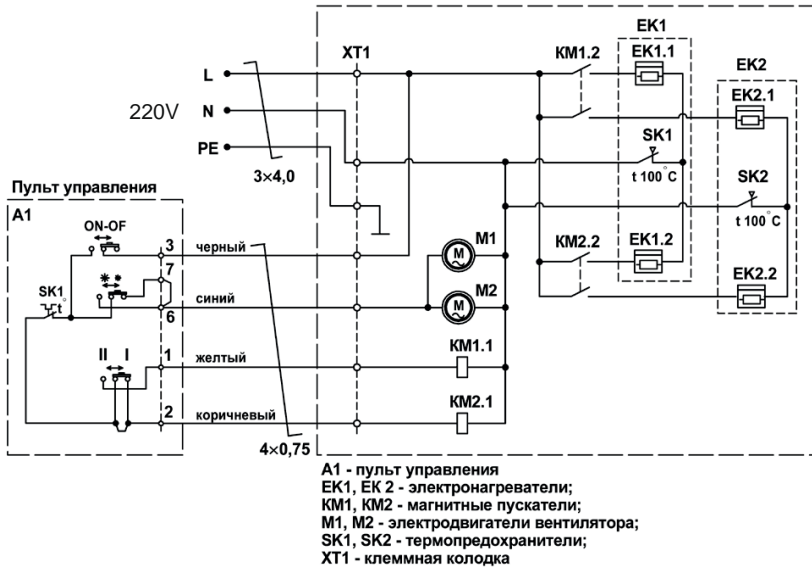 EK1
XT1
KM1.2
EK1.1
EK2
L
EK2.1
220V
N
SK1
PE
3×4,0
t 100°C
SK2
Пульт управления
t 100°C
A1
ON-OF
M1
KM2.2
EK1.2
3
черный
M
7
EK2.2
SK1
M2
t°
синий
M
6
II I
1
KM1.1
желтый
2
KM2.1
коричневый
4×0,75
A1 - пульт управления
EK1, EK 2 - электронагреватели;
KM1, KM2 - магнитные пускатели;
M1, M2 - электродвигатели вентилятора;
SK1, SK2 - термопредохранители;
XT1 - клеммная колодка